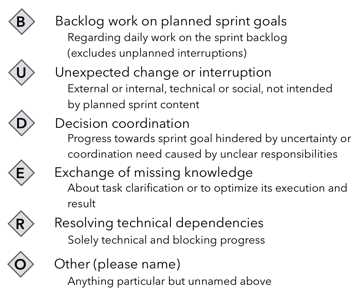 B Backlog work on planned sprint goals
Regarding daily work on the sprint backlog
(excludes unplanned interruptions)
U Unexpected change or interruption
External or internal, technical or social, not intended
by planned sprint content
D Decision coordination
Progress towards sprint goal hindered by uncertainty or
coordination need caused by unclear responsibilities
E Exchange of missing knowledge
About task clarification or to optimize its execution and
result
R Resolving technical dependencies
Solely technical and blocking progress
O Other (please name)
Anything particular but unnamed above